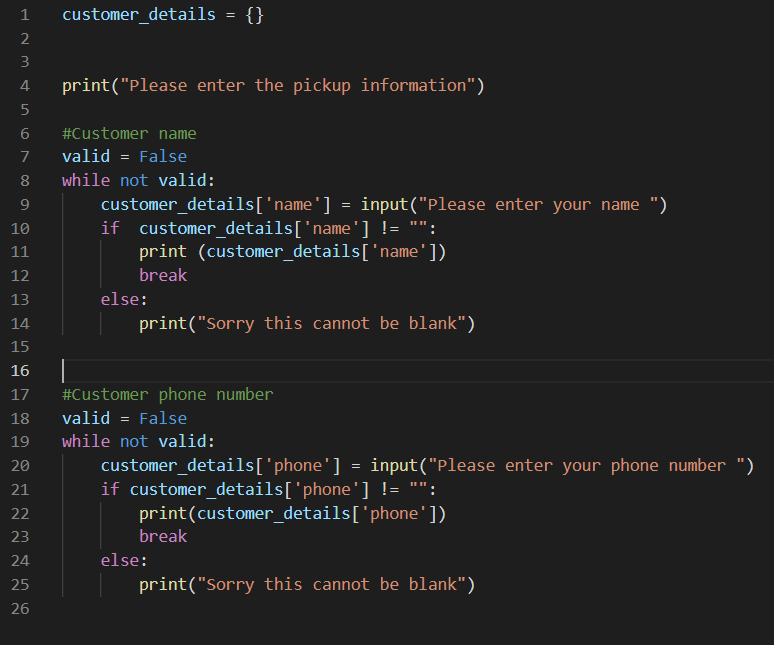 1 customer_details = {}
2
3
4 print("Please enter the pickup information")
5
6 #Customer name
7 valid = False
8 while not valid:
9     customer_details['name'] = input("Please enter your name ")
10     if  customer_details['name'] != "":
11         print (customer_details['name'])
12         break
13     else:
14         print("Sorry this cannot be blank")
15
16
17 #Customer phone number
18 valid = False
19 while not valid:
20     customer_details['phone'] = input("Please enter your phone number ")
21     if customer_details['phone'] != "":
22         print(customer_details['phone'])
23         break
24     else:
25         print("Sorry this cannot be blank")
26